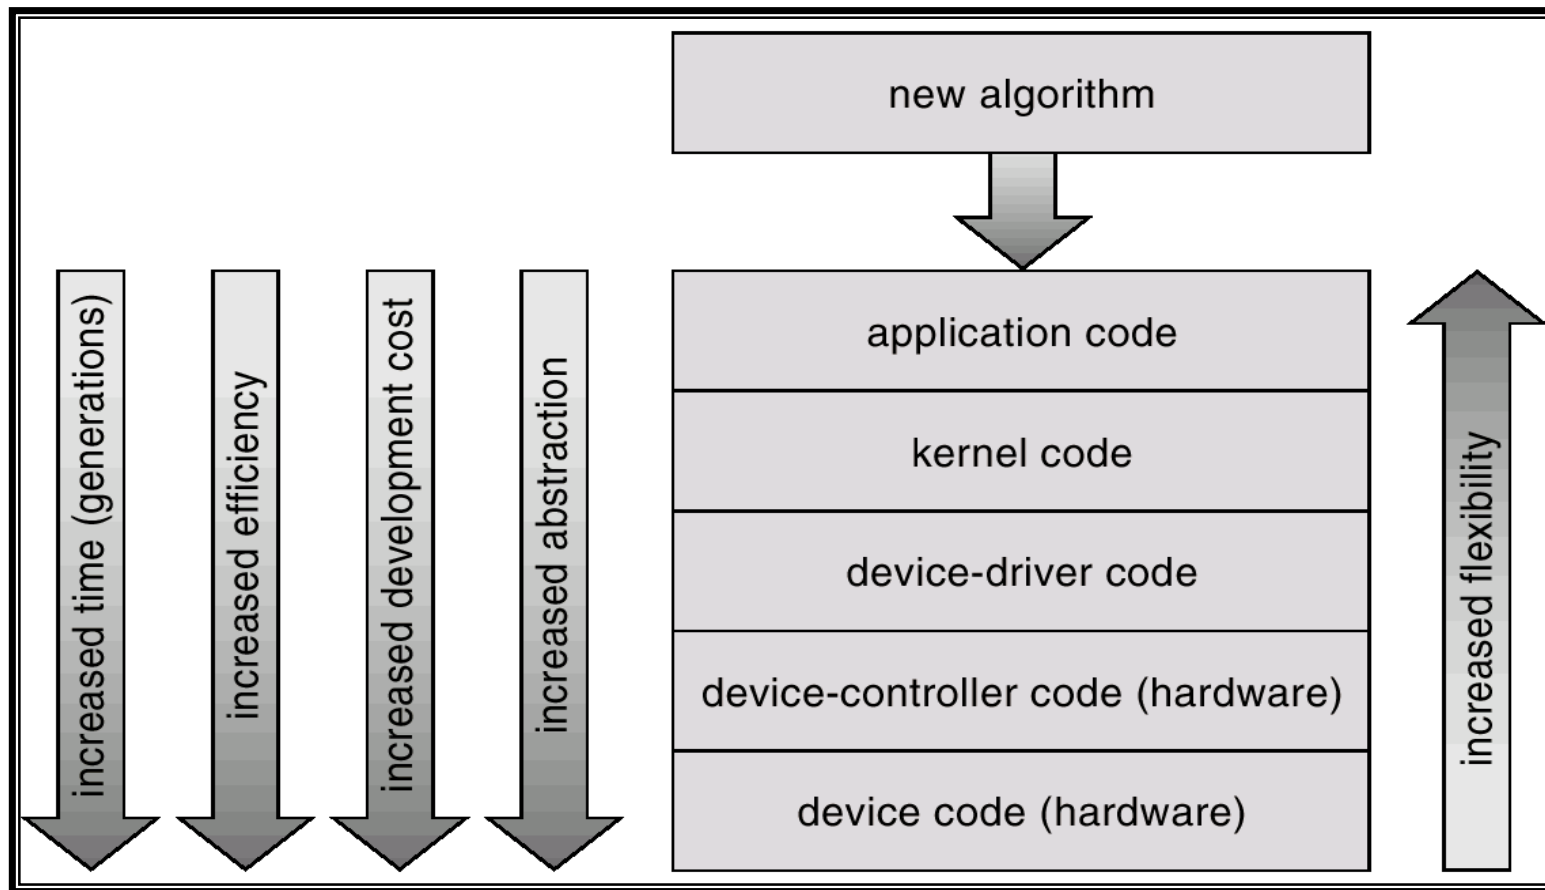 new algorithm
increased time (generations)
increased efficiency
increased development cost
increased abstraction
application code
kernel code
device-driver code
device-controller code (hardware)
device code (hardware)
increased flexibility